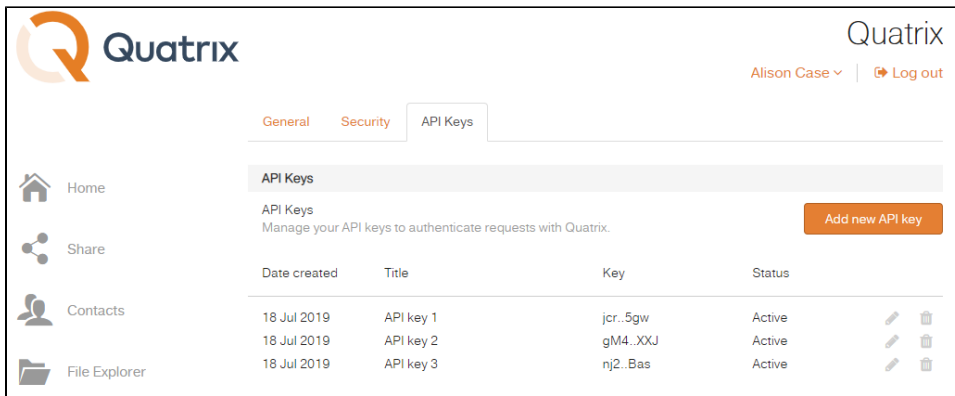 Quatrix
Quatrix
Alison Case
Log out
General Security API Keys
Home
Share
Contacts
File Explorer
API Keys
API Keys
Manage your API keys to authenticate requests with Quatrix.
Add new API key
Date created Title Key Status
18 Jul 2019 API key 1 jcr..5gw Active
18 Jul 2019 API key 2 gM4..XXJ Active
18 Jul 2019 API key 3 nj2..Bas Active